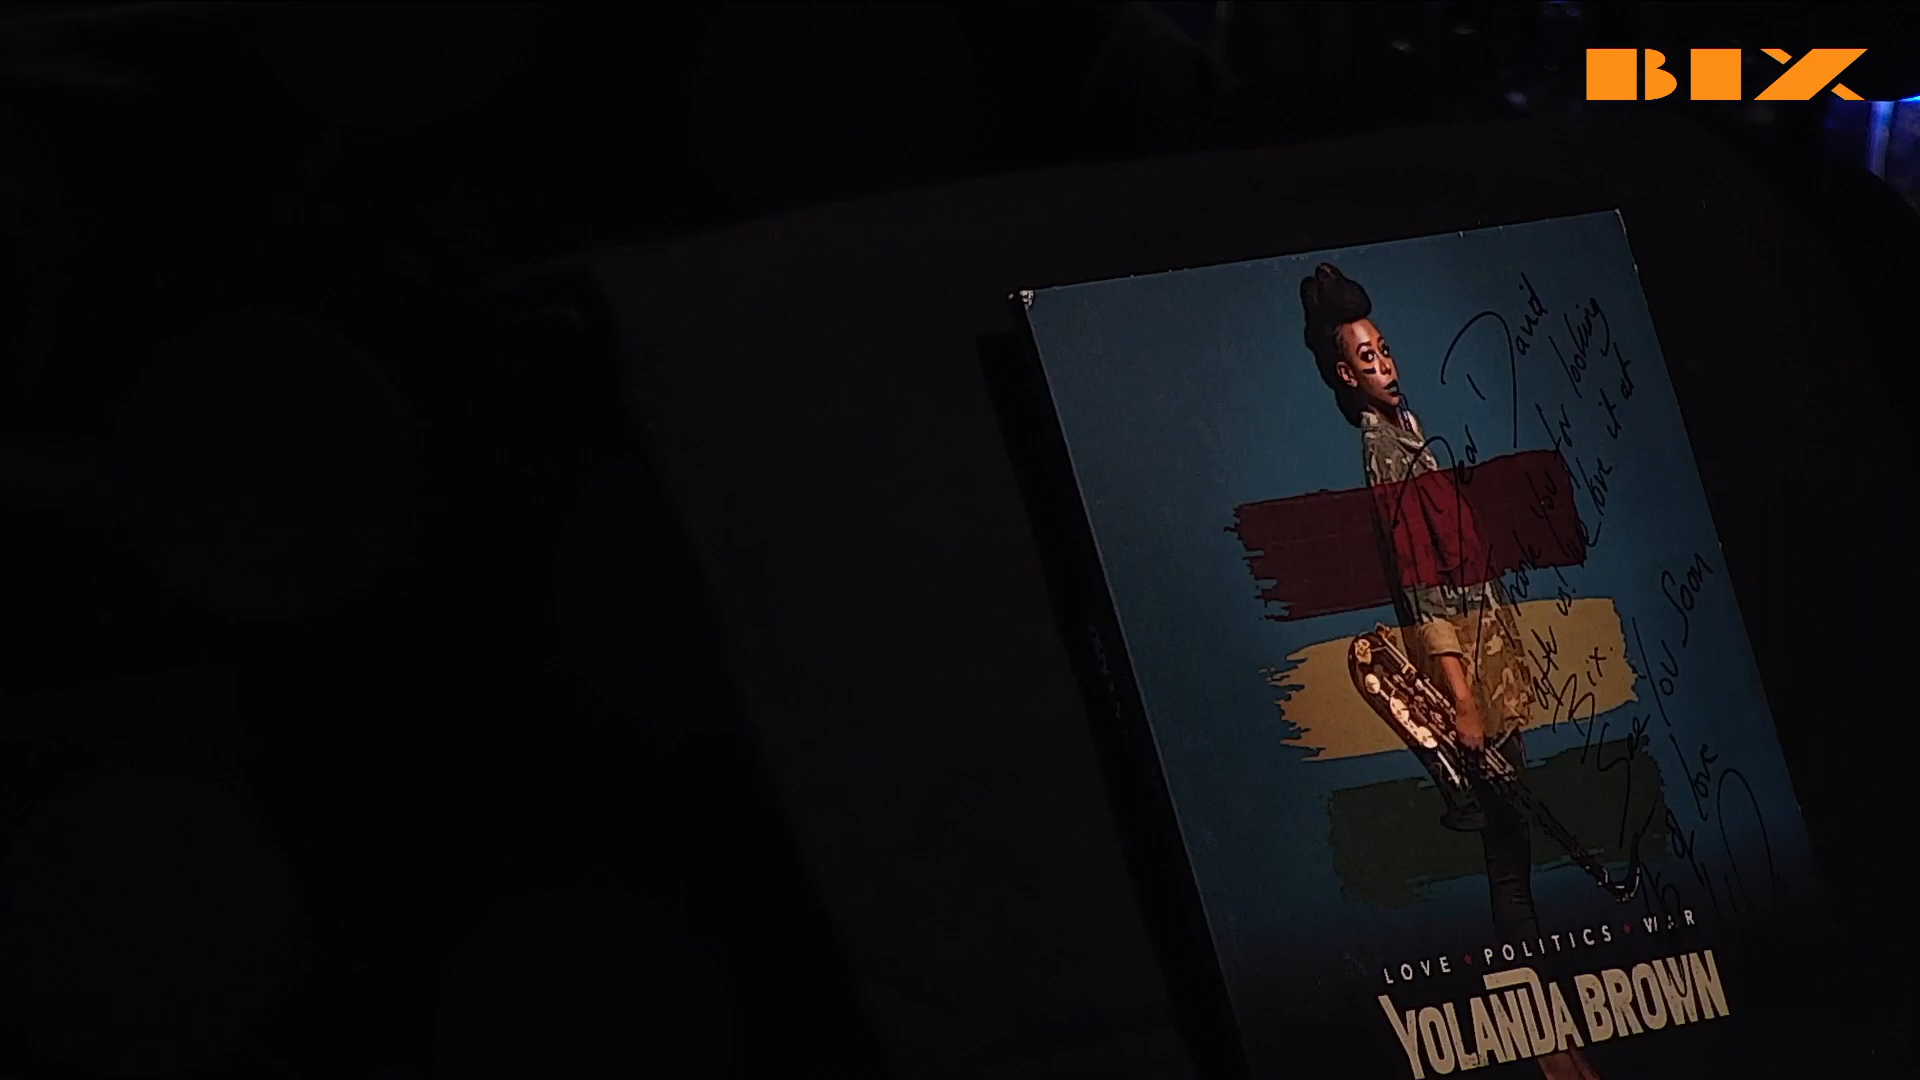 BIX
Dear David
Thank you for looking
after us! We love it at
Bix.
See you soon
love
LOVE • POLITICS • WAR
YOLANDA BROWN